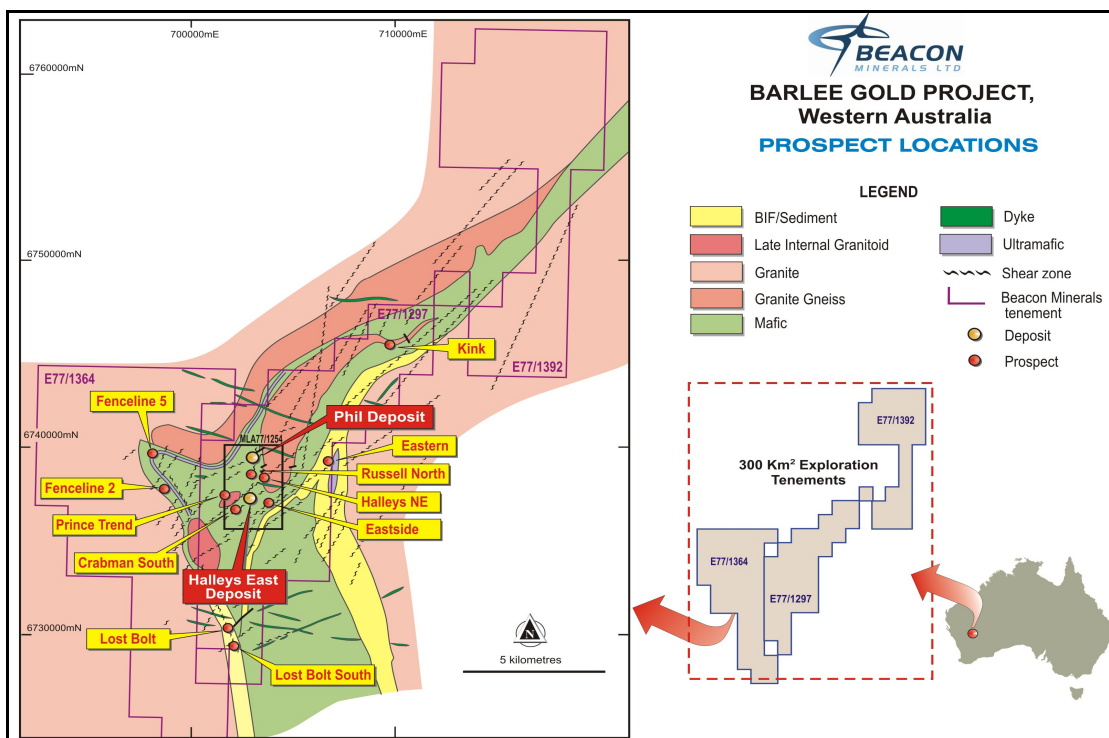 700000mE
710000mE
6760000mN
6750000mN
6740000mN
6730000mN
E77/1297
Kink
E77/1392
E77/1364
Fenceline 5
Phil Deposit
MLA77/1254
Eastern
Russell North
Fenceline 2
Halleys NE
Prince Trend
Eastside
Crabman South
Halleys East
Deposit
Lost Bolt
Lost Bolt South
N
5 kilometres
BEACON
MINERALS LTD
BARLEE GOLD PROJECT,
Western Australia
PROSPECT LOCATIONS
LEGEND
BIF/Sediment
Late Internal Granitoid
Granite
Granite Gneiss
Mafic
Dyke
Ultramafic
Shear zone
Beacon Minerals
tenement
Deposit
Prospect
300 Km² Exploration
Tenements
E77/1392
E77/1364
E77/1297